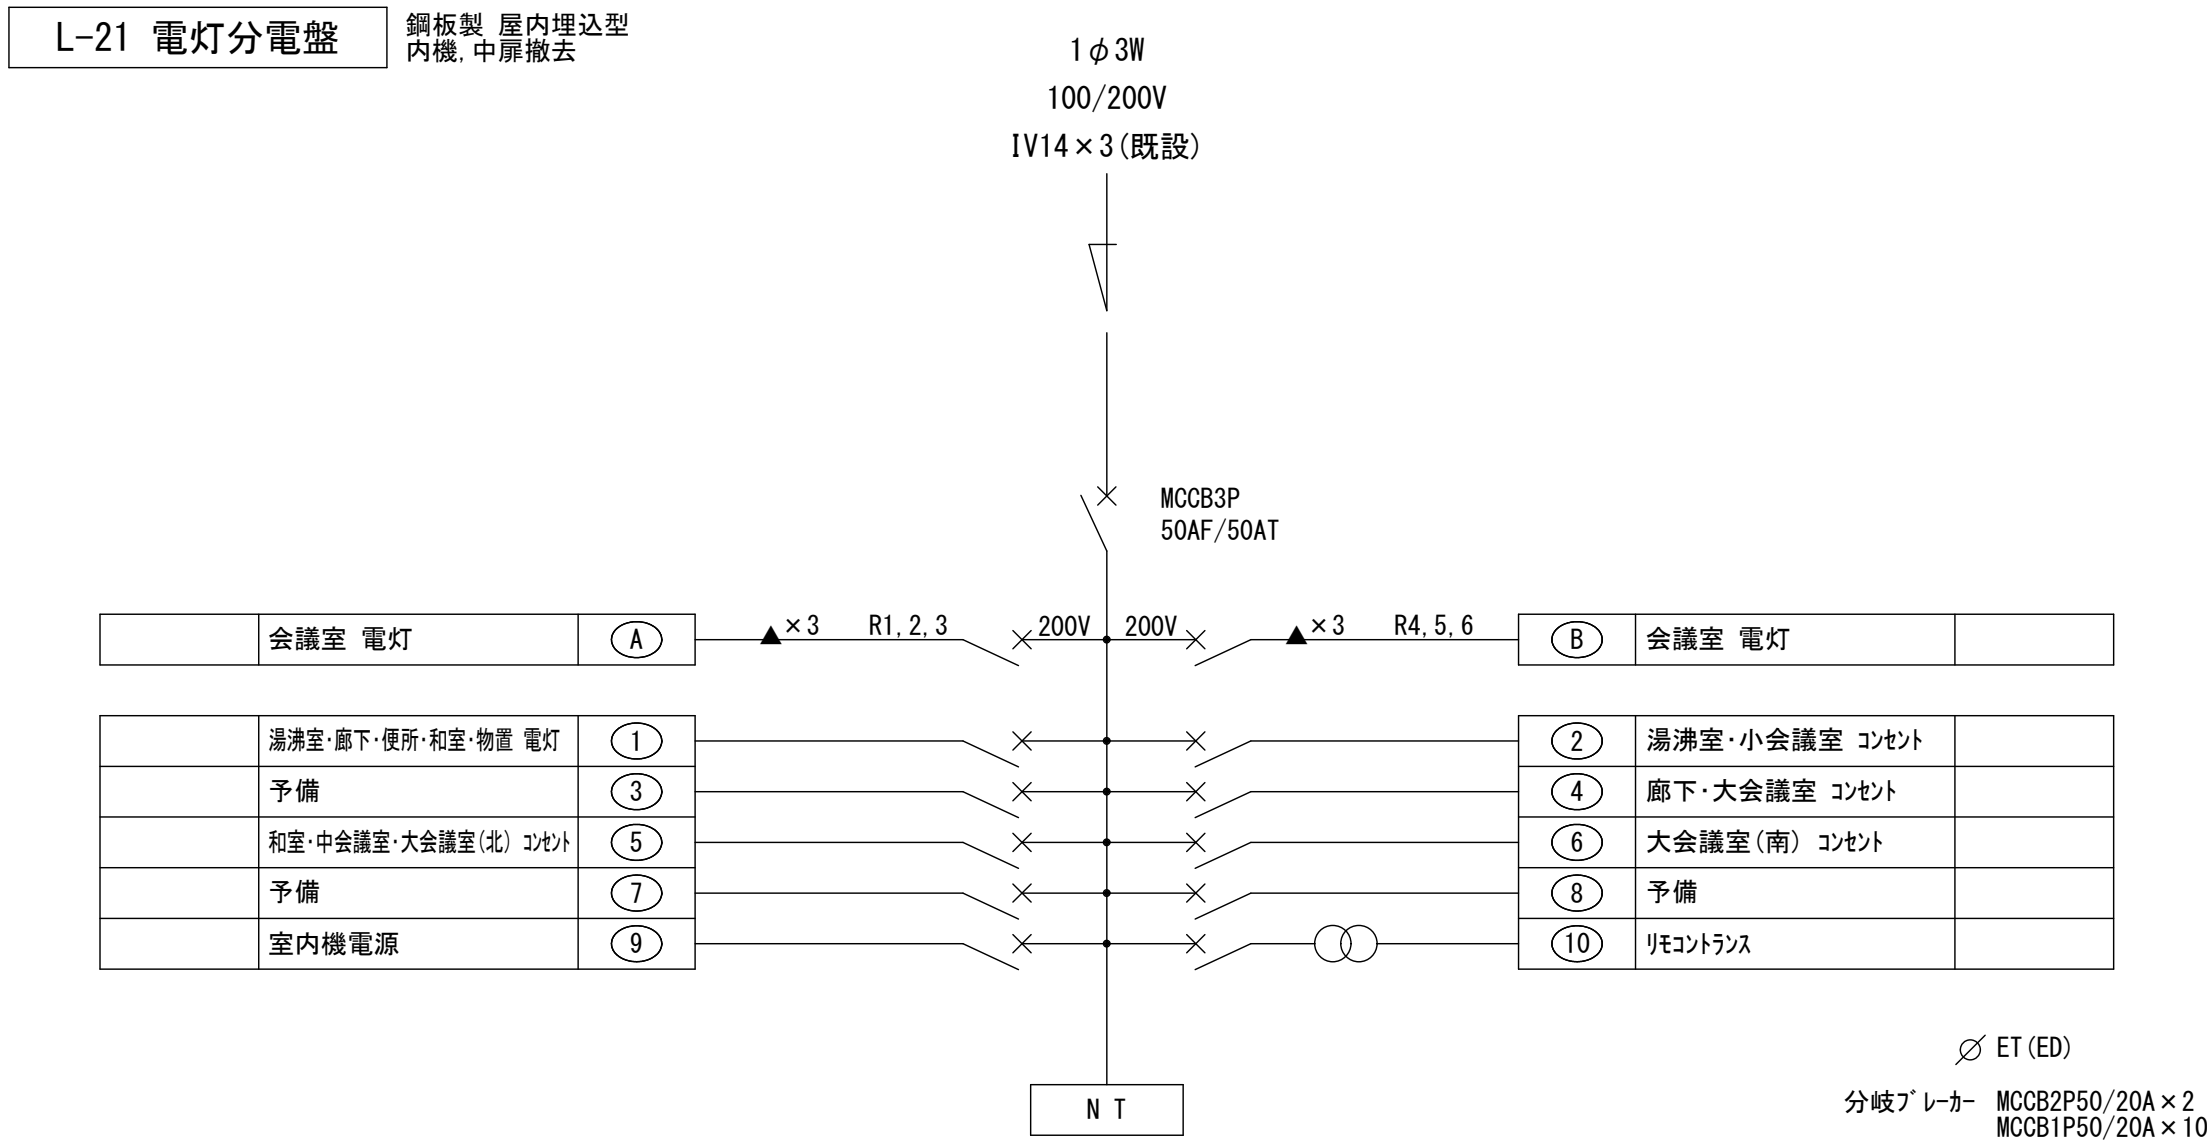 L-21 電灯分電盤
鋼板製 屋内埋込型
内機,中扉撤去
1φ3W
100/200V
IV14×3(既設)
MCCB3P
50AF/50AT
会議室 電灯 A ×3 R1,2,3 200V 200V ×3 R4,5,6 B 会議室 電灯
湯沸室・廊下・便所・和室・物置 電灯 1 2 湯沸室・小会議室 コンセント
予備 3 4 廊下・大会議室 コンセント
和室・中会議室・大会議室(北) コンセント 5 6 大会議室(南) コンセント
予備 7 8 予備
室内機電源 9 10 リモコントランス
ET(ED)
N T
分岐ブレーカー MCCB2P50/20A×2
MCCB1P50/20A×10